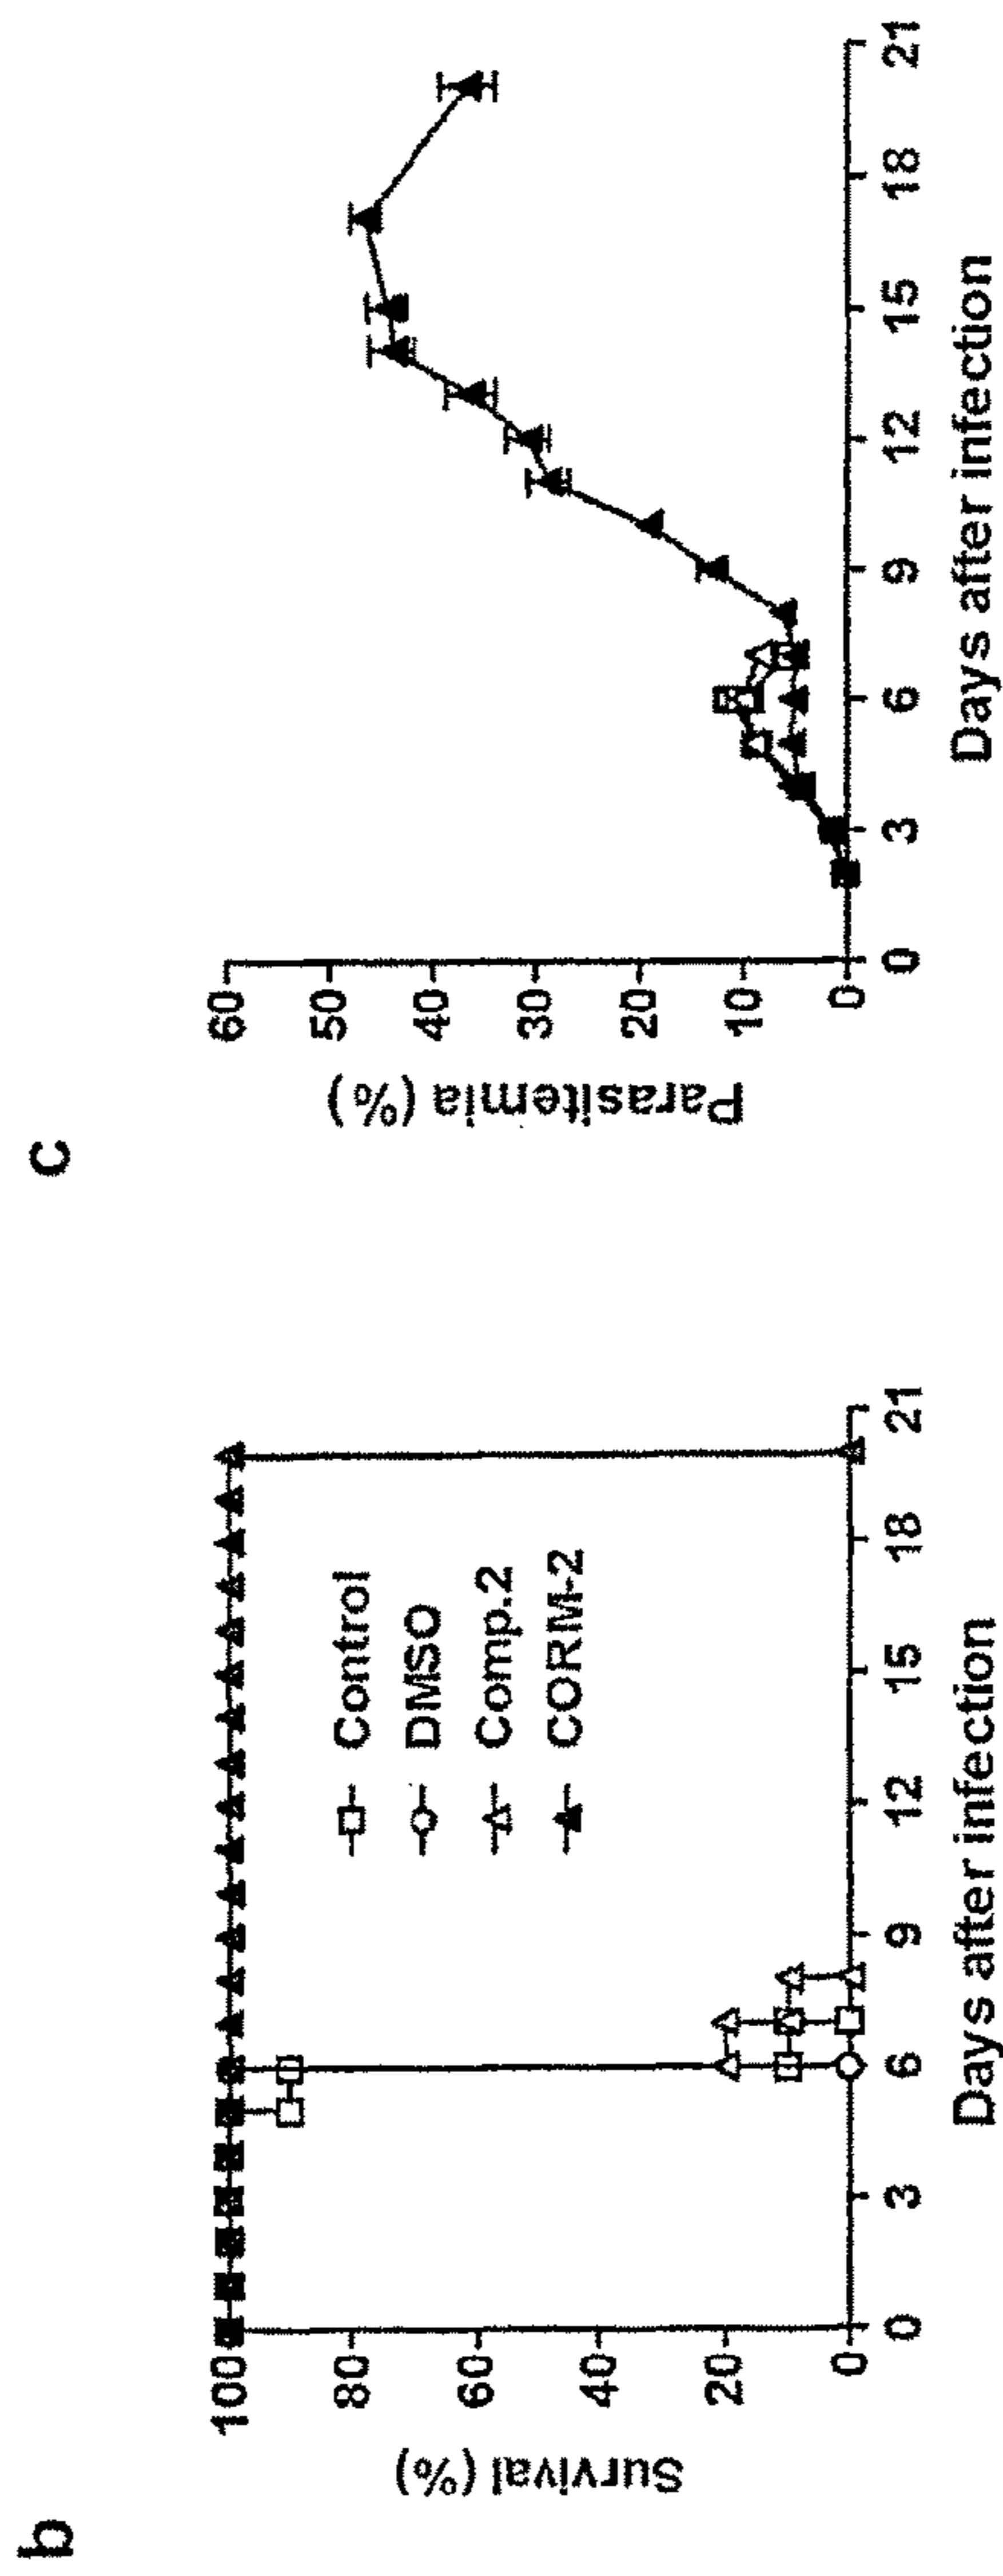 b
Survival (%)
100
80
60
40
20
0
0 3 6 9 12 15 18 21
Days after infection
Control
DMSO
Comp.2
CORM-2
c
Parasitemia (%)
60
50
40
30
20
10
0
0 3 6 9 12 15 18 21
Days after infection